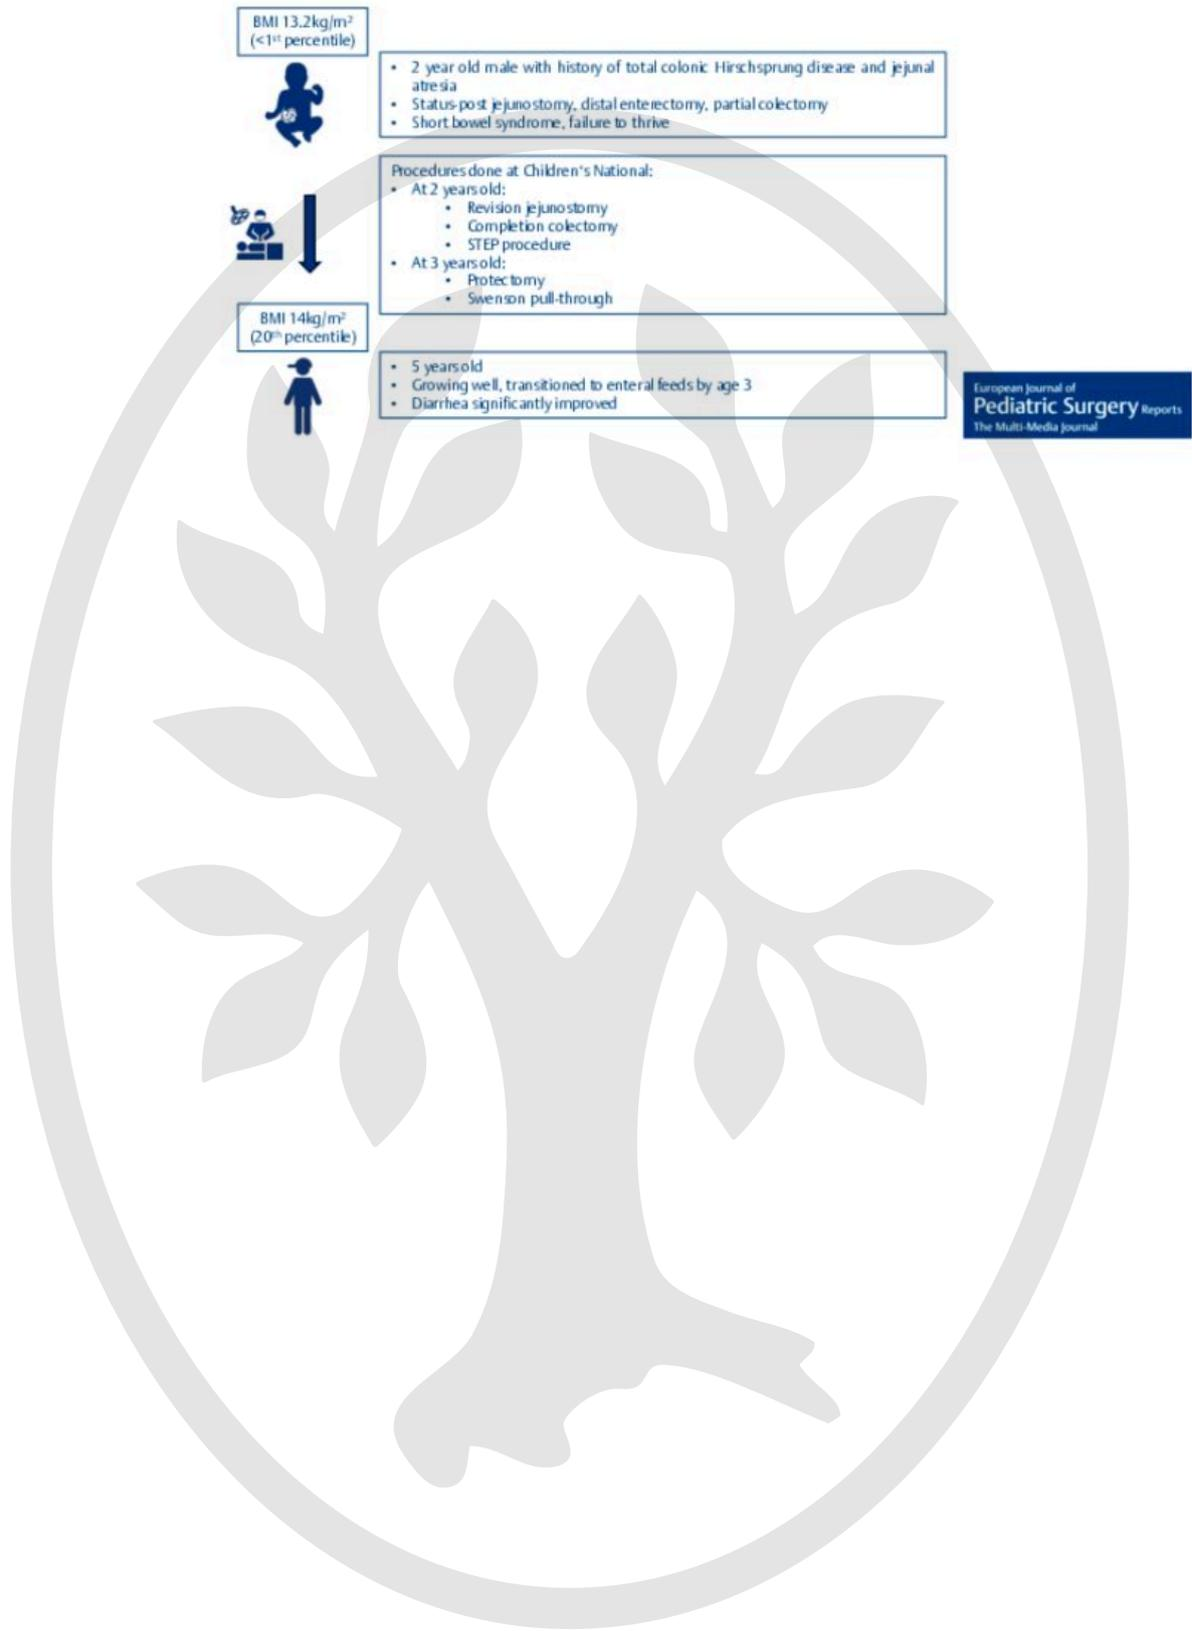 BMI 13.2kg/m²
(<1ˢᵗ percentile)
• 2 year old male with history of total colonic Hirschsprung disease and jejunal
atresia
• Status-post jejunostomy, distal enterectomy, partial colectomy
• Short bowel syndrome, failure to thrive
Procedures done at Children's National:
• At 2 years old:
• Revision jejunostomy
• Completion colectomy
• STEP procedure
• At 3 years old:
• Protectomy
• Swenson pull-through
BMI 14kg/m²
(20ᵗʰ percentile)
• 5 years old
• Growing well, transitioned to enteral feeds by age 3
• Diarrhea significantly improved
European Journal of
Pediatric Surgery Reports
The Multi-Media Journal